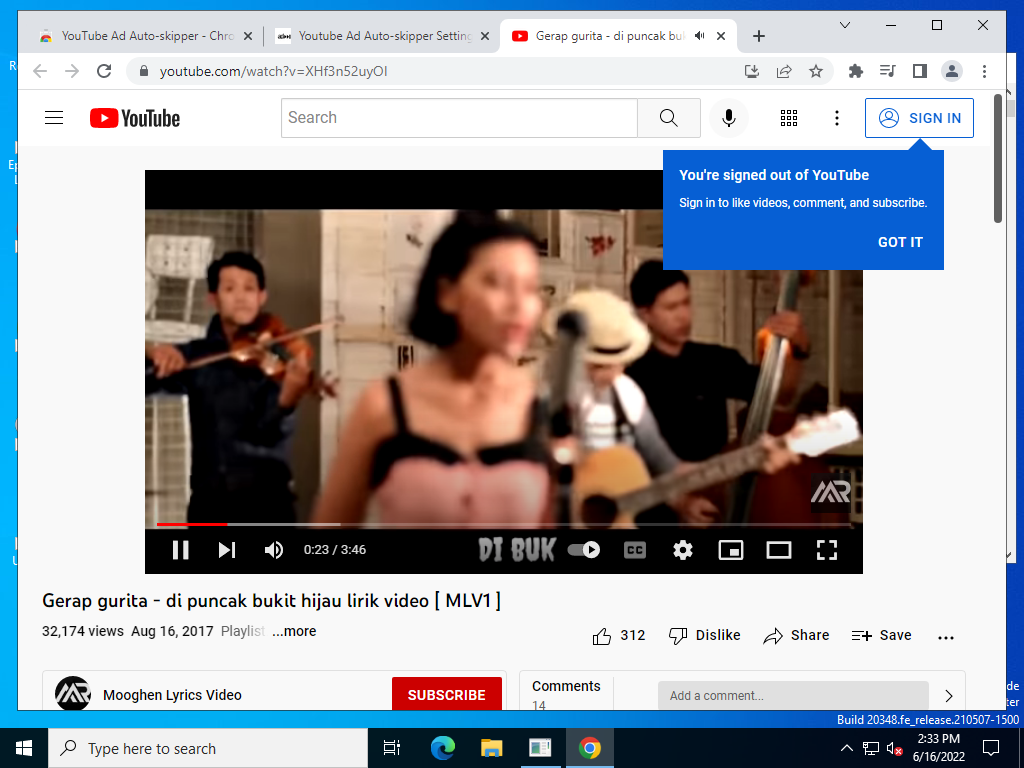 YouTube Ad Auto-skipper - Chro
Youtube Ad Auto-skipper Setting
Gerap gurita - di puncak buk
youtube.com/watch?v=XHf3n52uyOI
YouTube
Search
SIGN IN
You're signed out of YouTube
Sign in to like videos, comment, and subscribe.
GOT IT
MR
0:23 / 3:46
DI BUK
CC
Gerap gurita - di puncak bukit hijau lirik video [ MLV1 ]
32,174 views Aug 16, 2017 Playlist ...more
312
Dislike
Share
Save
Mooghen Lyrics Video
SUBSCRIBE
Comments
14
Add a comment...
Build 20348.fe_release.210507-1500
Type here to search
2:33 PM
6/16/2022